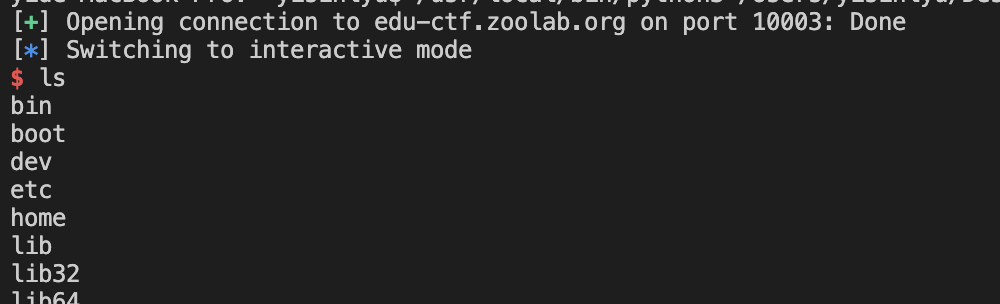 [+] Opening connection to edu-ctf.zoolab.org on port 10003: Done
[*] Switching to interactive mode
$ ls
bin
boot
dev
etc
home
lib
lib32
lib64